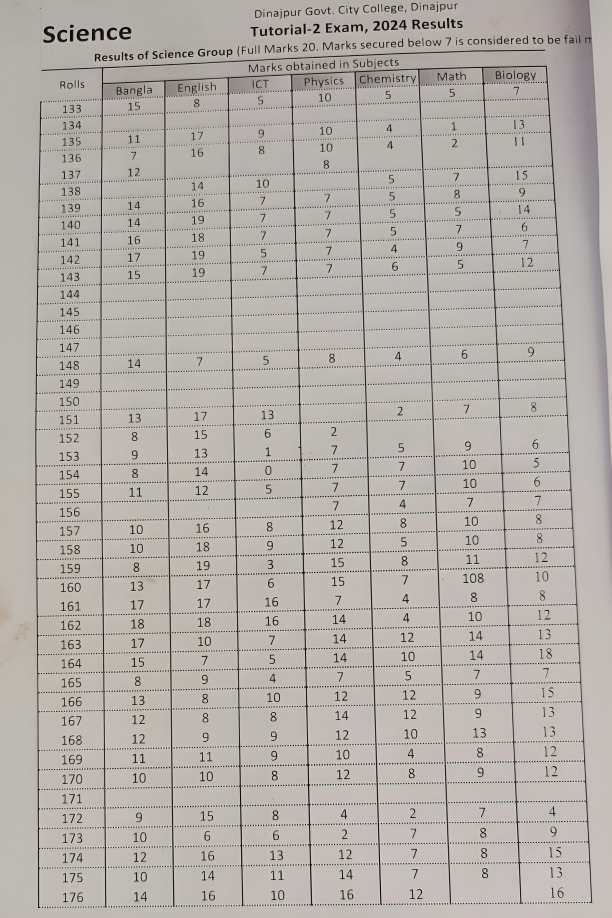 Dinajpur Govt. City College, Dinajpur
Science
Tutorial-2 Exam, 2024 Results
Results of Science Group (Full Marks 20. Marks secured below 7 is considered to be fail
Rolls Marks obtained in Subjects
Bangla English ICT Physics Chemistry Math Biology
133 15 8 5 10 5 5 7
134
135 11 17 9 10 4 1 13
136 7 16 8 10 4 2 11
137 12 8
138 14 10 5 7 15
139 14 16 7 7 5 8 9
140 14 19 7 7 5 5 14
141 16 18 7 7 5 7 6
142 17 19 5 7 4 9 7
143 15 19 7 7 6 5 12
144
145
146
147
148 14 7 5 8 4 6 9
149
150
151 13 17 13 2 7 8
152 8 15 6 2
153 9 13 1 7 5 9 6
154 8 14 0 7 7 10 5
155 11 12 5 7 7 10 6
156 7 4 7 7
157 10 16 8 12 8 10 8
158 10 18 9 12 5 10 8
159 8 19 3 15 8 11 12
160 13 17 6 15 7 108 10
161 17 17 16 7 4 8 8
162 18 18 16 14 4 10 12
163 17 10 7 14 12 14 13
164 15 7 5 14 10 14 18
165 8 9 4 7 5 7 7
166 13 8 10 12 12 9 15
167 12 8 8 14 12 9 13
168 12 9 9 12 10 13 13
169 11 11 9 10 4 8 12
170 10 10 8 12 8 9 12
171
172 9 15 8 4 2 7 4
173 10 6 6 2 7 8 9
174 12 16 13 12 7 8 15
175 10 14 11 14 7 8 13
176 14 16 10 16 12 16